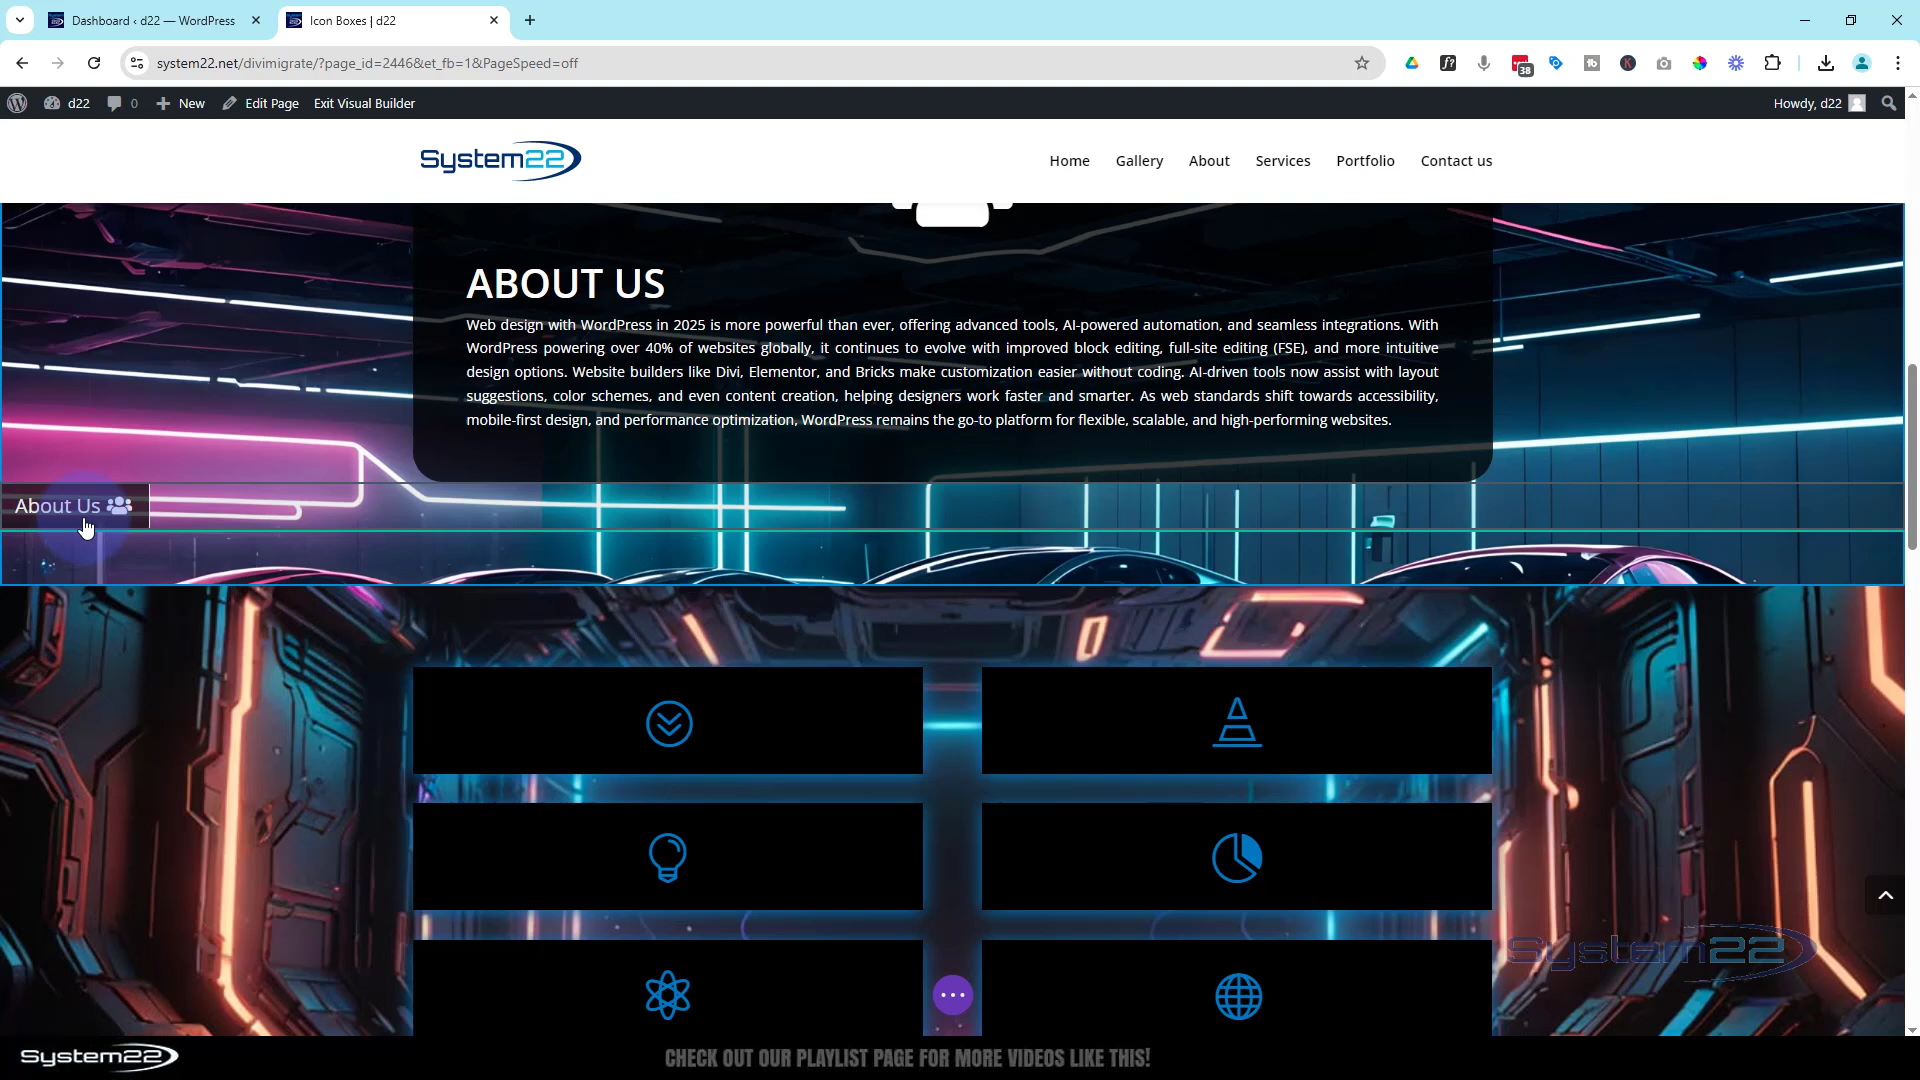 Dashboard ‹ d22 — WordPress
Icon Boxes | d22
system22.net/divimigrate/?page_id=2446&et_fb=1&PageSpeed=off
38
d22
0
New
Edit Page
Exit Visual Builder
Howdy, d22
System22
Home
Gallery
About
Services
Portfolio
Contact us
ABOUT US
Web design with WordPress in 2025 is more powerful than ever, offering advanced tools, AI-powered automation, and seamless integrations. With
WordPress powering over 40% of websites globally, it continues to evolve with improved block editing, full-site editing (FSE), and more intuitive
design options. Website builders like Divi, Elementor, and Bricks make customization easier without coding. AI-driven tools now assist with layout
suggestions, color schemes, and even content creation, helping designers work faster and smarter. As web standards shift towards accessibility,
mobile-first design, and performance optimization, WordPress remains the go-to platform for flexible, scalable, and high-performing websites.
About Us
System22
System22
CHECK OUT OUR PLAYLIST PAGE FOR MORE VIDEOS LIKE THIS!